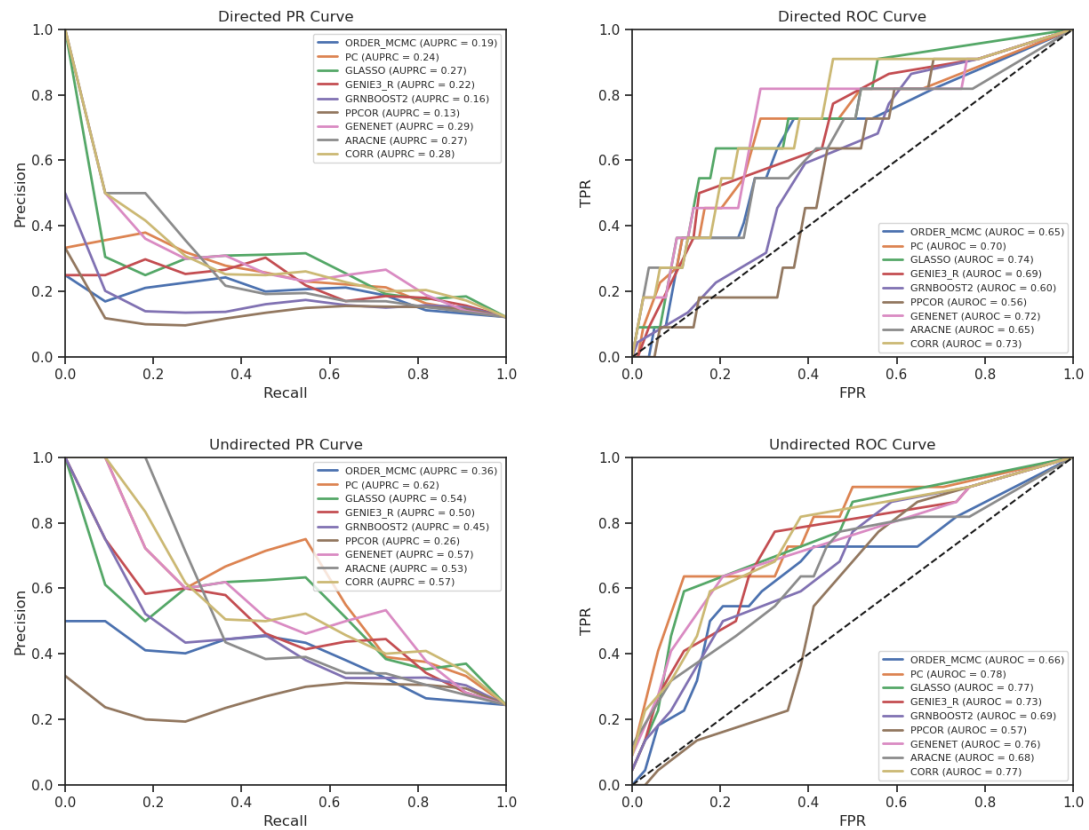 Directed PR Curve
1.0
0.8
0.6
0.4
0.2
0.0
Precision
0.0 0.2 0.4 0.6 0.8 1.0
Recall
ORDER_MCMC (AUPRC = 0.19)
PC (AUPRC = 0.24)
GLASSO (AUPRC = 0.27)
GENIE3_R (AUPRC = 0.22)
GRNBOOST2 (AUPRC = 0.16)
PPCOR (AUPRC = 0.13)
GENENET (AUPRC = 0.29)
ARACNE (AUPRC = 0.27)
CORR (AUPRC = 0.28)
Directed ROC Curve
1.0
0.8
0.6
0.4
0.2
0.0
TPR
0.0 0.2 0.4 0.6 0.8 1.0
FPR
ORDER_MCMC (AUROC = 0.65)
PC (AUROC = 0.70)
GLASSO (AUROC = 0.74)
GENIE3_R (AUROC = 0.69)
GRNBOOST2 (AUROC = 0.60)
PPCOR (AUROC = 0.56)
GENENET (AUROC = 0.72)
ARACNE (AUROC = 0.65)
CORR (AUROC = 0.73)
Undirected PR Curve
1.0
0.8
0.6
0.4
0.2
0.0
Precision
0.0 0.2 0.4 0.6 0.8 1.0
Recall
ORDER_MCMC (AUPRC = 0.36)
PC (AUPRC = 0.62)
GLASSO (AUPRC = 0.54)
GENIE3_R (AUPRC = 0.50)
GRNBOOST2 (AUPRC = 0.45)
PPCOR (AUPRC = 0.26)
GENENET (AUPRC = 0.57)
ARACNE (AUPRC = 0.53)
CORR (AUPRC = 0.57)
Undirected ROC Curve
1.0
0.8
0.6
0.4
0.2
0.0
TPR
0.0 0.2 0.4 0.6 0.8 1.0
FPR
ORDER_MCMC (AUROC = 0.66)
PC (AUROC = 0.78)
GLASSO (AUROC = 0.77)
GENIE3_R (AUROC = 0.73)
GRNBOOST2 (AUROC = 0.69)
PPCOR (AUROC = 0.57)
GENENET (AUROC = 0.76)
ARACNE (AUROC = 0.68)
CORR (AUROC = 0.77)